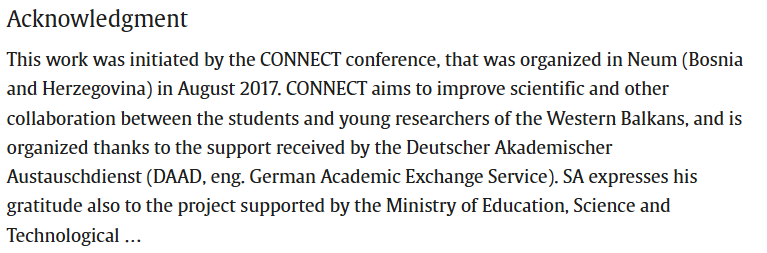 Acknowledgment
This work was initiated by the CONNECT conference, that was organized in Neum (Bosnia
and Herzegovina) in August 2017. CONNECT aims to improve scientific and other
collaboration between the students and young researchers of the Western Balkans, and is
organized thanks to the support received by the Deutscher Akademischer
Austauschdienst (DAAD, eng. German Academic Exchange Service). SA expresses his
gratitude also to the project supported by the Ministry of Education, Science and
Technological …